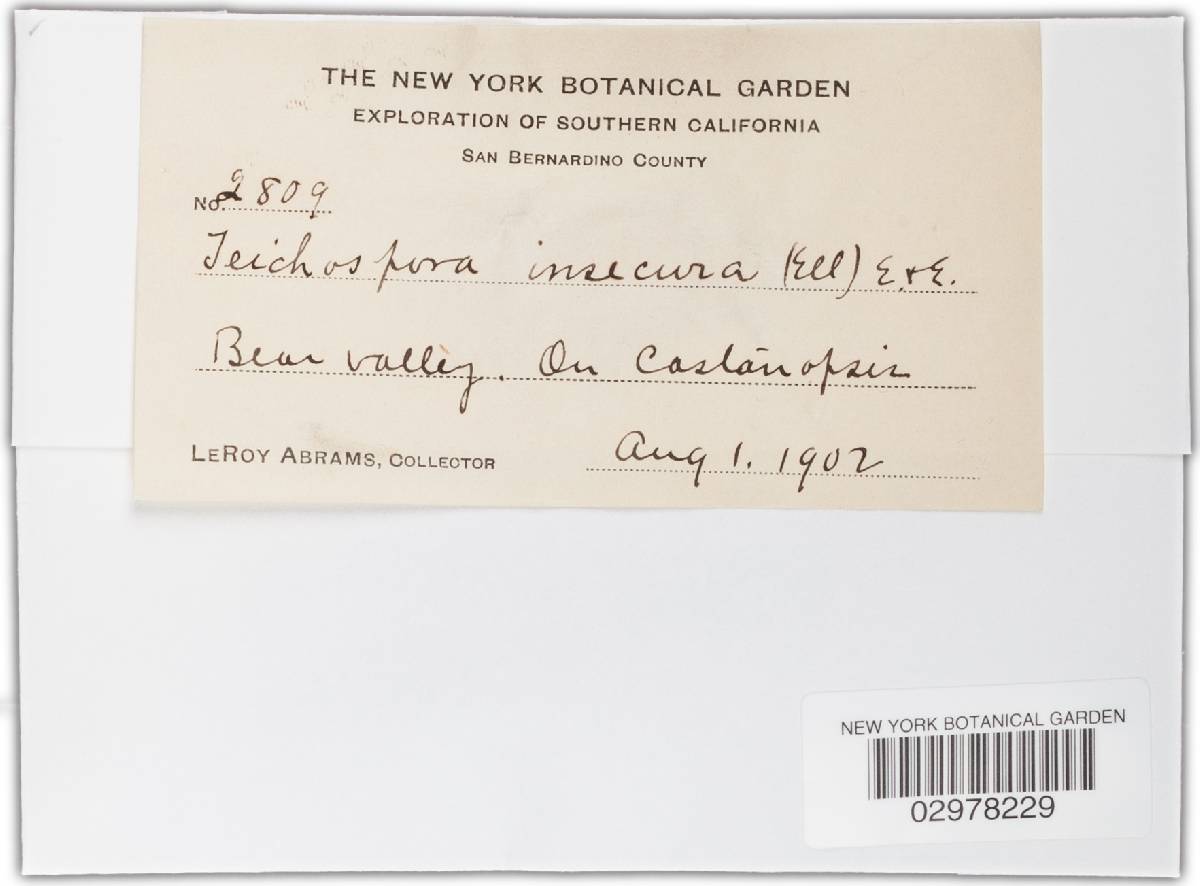 THE NEW YORK BOTANICAL GARDEN
EXPLORATION OF SOUTHERN CALIFORNIA
SAN BERNARDINO COUNTY
No. 2809
Teichospora insecura (Ell) E. & E.
Bear valley. On Castanopsis
LEROY ABRAMS, COLLECTOR Aug 1. 1902
NEW YORK BOTANICAL GARDEN
02978229